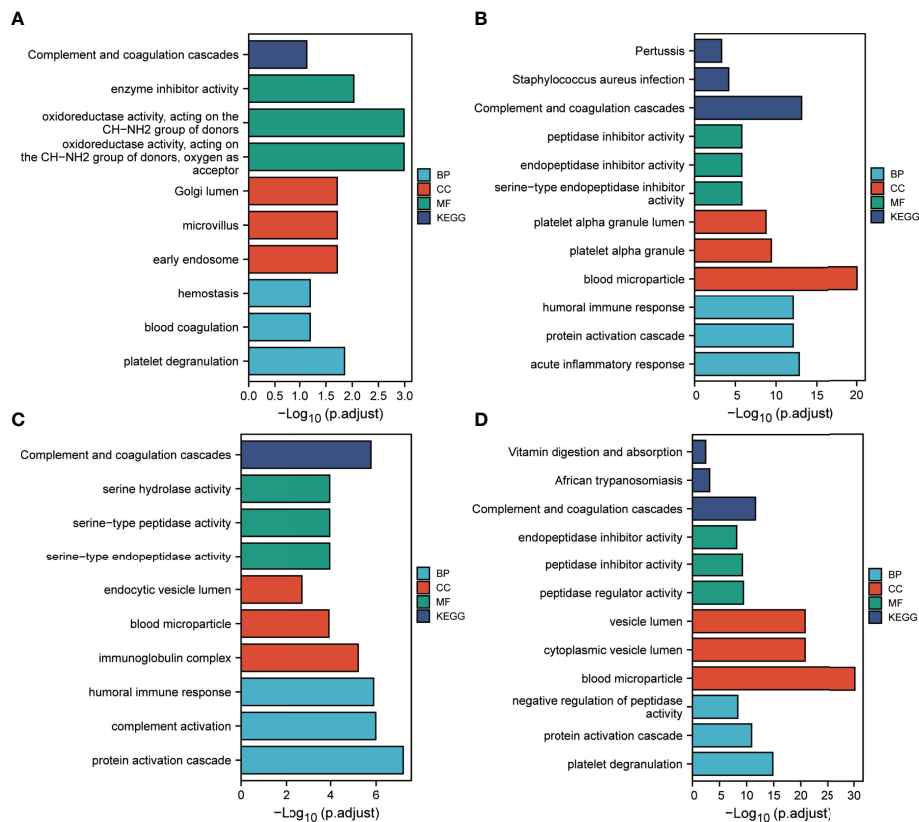 A
Complement and coagulation cascades
enzyme inhibitor activity
oxidoreductase activity, acting on the
CH−NH2 group of donors
oxidoreductase activity, acting on
the CH−NH2 group of donors, oxygen as
acceptor
Golgi lumen
microvillus
early endosome
hemostasis
blood coagulation
platelet degranulation
0.0 0.5 1.0 1.5 2.0 2.5 3.0
−Log10 (p.adjust)
BP
CC
MF
KEGG
B
Pertussis
Staphylococcus aureus infection
Complement and coagulation cascades
peptidase inhibitor activity
endopeptidase inhibitor activity
serine−type endopeptidase inhibitor
activity
platelet alpha granule lumen
platelet alpha granule
blood microparticle
humoral immune response
protein activation cascade
acute inflammatory response
0 5 10 15 20
−Log10 (p.adjust)
BP
CC
MF
KEGG
C
Complement and coagulation cascades
serine hydrolase activity
serine−type peptidase activity
serine−type endopeptidase activity
endocytic vesicle lumen
blood microparticle
immunoglobulin complex
humoral immune response
complement activation
protein activation cascade
0 2 4 6
−Log10 (p.adjust)
BP
CC
MF
KEGG
D
Vitamin digestion and absorption
African trypanosomiasis
Complement and coagulation cascades
endopeptidase inhibitor activity
peptidase inhibitor activity
peptidase regulator activity
vesicle lumen
cytoplasmic vesicle lumen
blood microparticle
negative regulation of peptidase
activity
protein activation cascade
platelet degranulation
0 5 10 15 20 25 30
−Log10 (p.adjust)
BP
CC
MF
KEGG